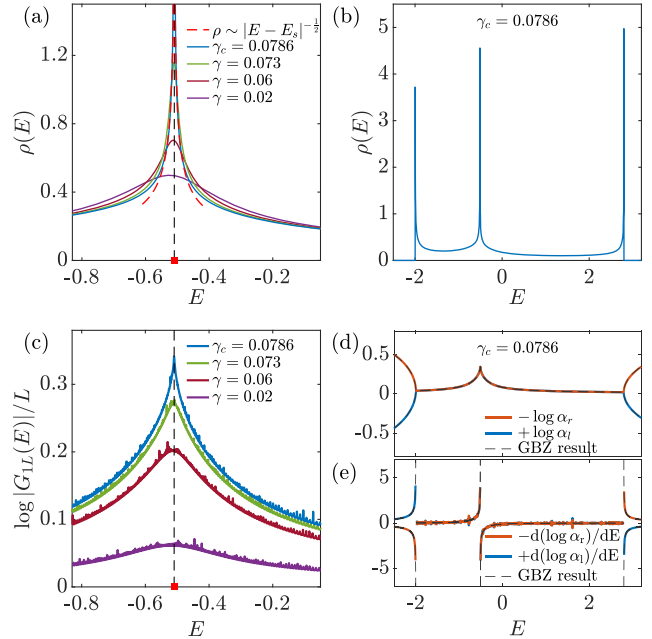 (a)
1.2
0.8
0.4
0
ρ(E)
ρ ∼ |E − E_s|^{-1/2}
γ_c = 0.0786
γ = 0.073
γ = 0.06
γ = 0.02
-0.8 -0.6 -0.4 -0.2
E
(b)
γ_c = 0.0786
5
4
3
2
1
0
ρ(E)
-2 0 2
E
(c)
0.3
0.2
0.1
0
log |G_{1L}(E)|/L
γ_c = 0.0786
γ = 0.073
γ = 0.06
γ = 0.02
-0.8 -0.6 -0.4 -0.2
E
(d)
γ_c = 0.0786
0.5
0
-0.5
− log α_r
+ log α_l
GBZ result
-2 0 2
(e)
5
0
-5
−d(log α_r)/dE
+d(log α_l)/dE
GBZ result
-2 0 2
E